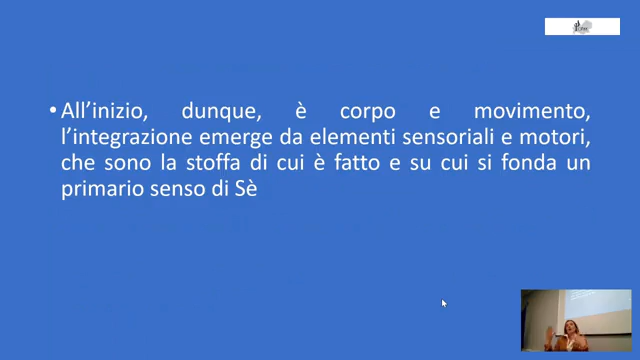 • All’inizio, dunque, è corpo e movimento,
l’integrazione emerge da elementi sensoriali e motori,
che sono la stoffa di cui è fatto e su cui si fonda un
primario senso di Sè